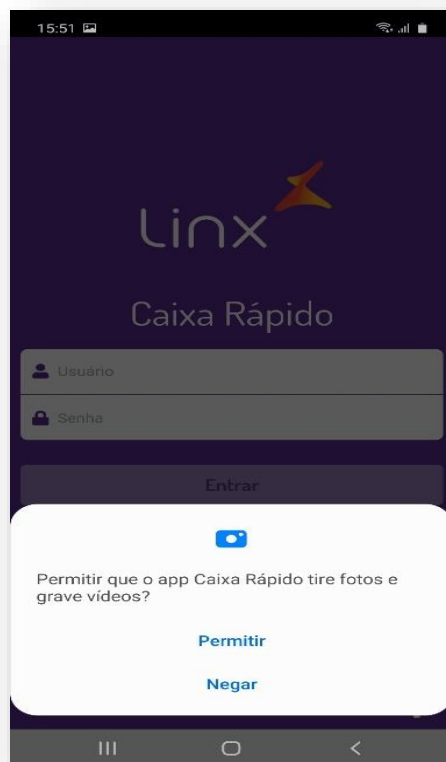 15:51
Linx
Caixa Rápido
Usuário
Senha
Entrar
Permitir que o app Caixa Rápido tire fotos e
grave vídeos?
Permitir
Negar